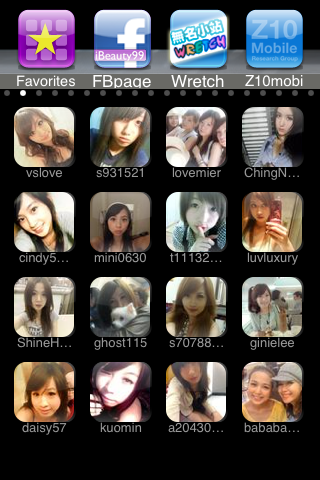 iBeauty99
無名小站
WRETCH
Z10
Mobile
Research Group
Favorites FBpage Wretch Z10mobi
vslove s931521 lovemier ChingN...
cindy5... mini0630 t11132... luvluxury
ShineH... ghost115 s70788... ginielee
daisy57 kuomin a20430... bababa...